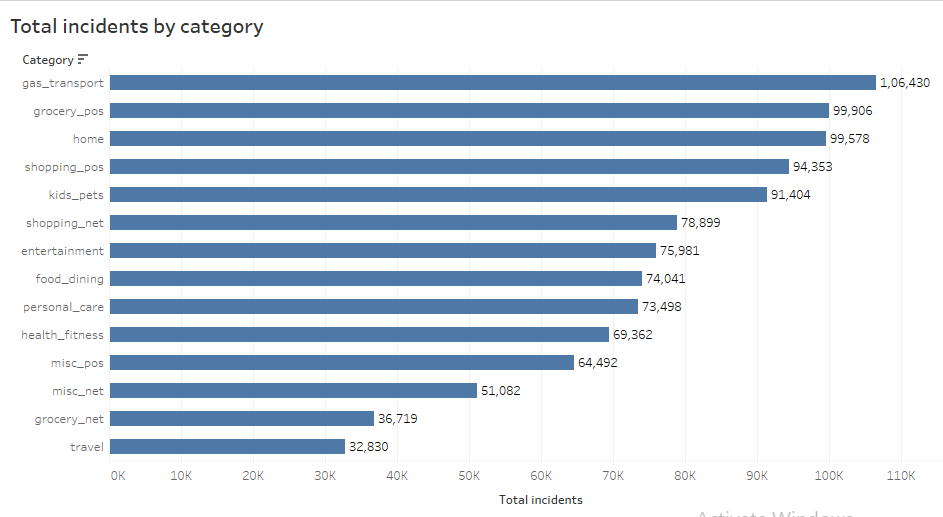 Total incidents by category
Category
gas_transport 1,06,430
grocery_pos 99,906
home 99,578
shopping_pos 94,353
kids_pets 91,404
shopping_net 78,899
entertainment 75,981
food_dining 74,041
personal_care 73,498
health_fitness 69,362
misc_pos 64,492
misc_net 51,082
grocery_net 36,719
travel 32,830
0K 10K 20K 30K 40K 50K 60K 70K 80K 90K 100K 110K
Total incidents
Activate Windows